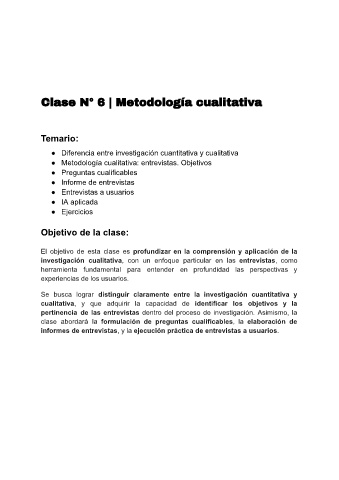 Clase N° 6 | Metodología cualitativa
Temario:
● Diferencia entre investigación cuantitativa y cualitativa
● Metodología cualitativa: entrevistas. Objetivos
● Preguntas cualificables
● Informe de entrevistas
● Entrevistas a usuarios
● IA aplicada
● Ejercicios
Objetivo de la clase:
El objetivo de esta clase es profundizar en la comprensión y aplicación de la
investigación cualitativa, con un enfoque particular en las entrevistas, como
herramienta fundamental para entender en profundidad las perspectivas y
experiencias de los usuarios.
Se busca lograr distinguir claramente entre la investigación cuantitativa y
cualitativa, y que adquirir la capacidad de identificar los objetivos y la
pertinencia de las entrevistas dentro del proceso de investigación. Asimismo, la
clase abordará la formulación de preguntas cualificables, la elaboración de
informes de entrevistas, y la ejecución práctica de entrevistas a usuarios.